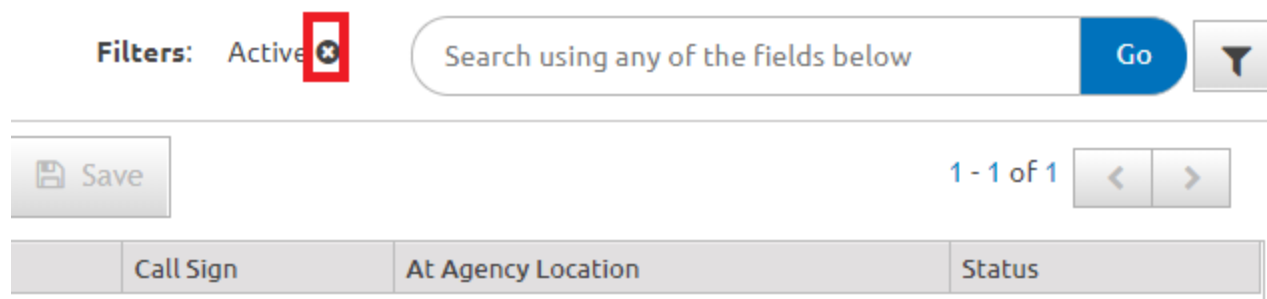 Filters: Active Search using any of the fields below Go
Save 1 - 1 of 1
Call Sign At Agency Location Status